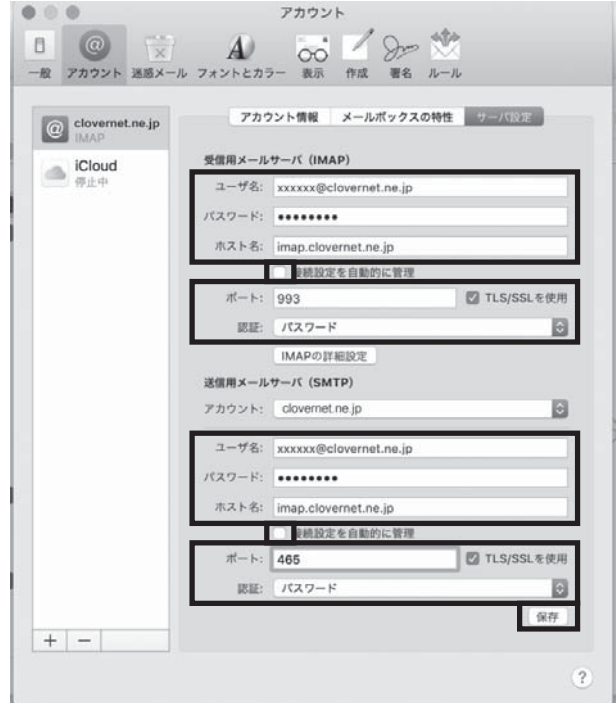 アカウント
一般 アカウント 迷惑メール フォントとカラー 表示 作成 署名 ルール
clovernet.ne.jp
IMAP
iCloud
停止中
アカウント情報 メールボックスの特性 サーバ設定
受信用メールサーバ (IMAP)
ユーザ名: xxxxxx@clovernet.ne.jp
パスワード: ••••••••
ホスト名: imap.clovernet.ne.jp
接続設定を自動的に管理
ポート: 993 TLS/SSLを使用
認証: パスワード
IMAPの詳細設定
送信用メールサーバ (SMTP)
アカウント: clovernet.ne.jp
ユーザ名: xxxxxx@clovernet.ne.jp
パスワード: ••••••••
ホスト名: imap.clovernet.ne.jp
接続設定を自動的に管理
ポート: 465 TLS/SSLを使用
認証: パスワード
保存
+ −
?